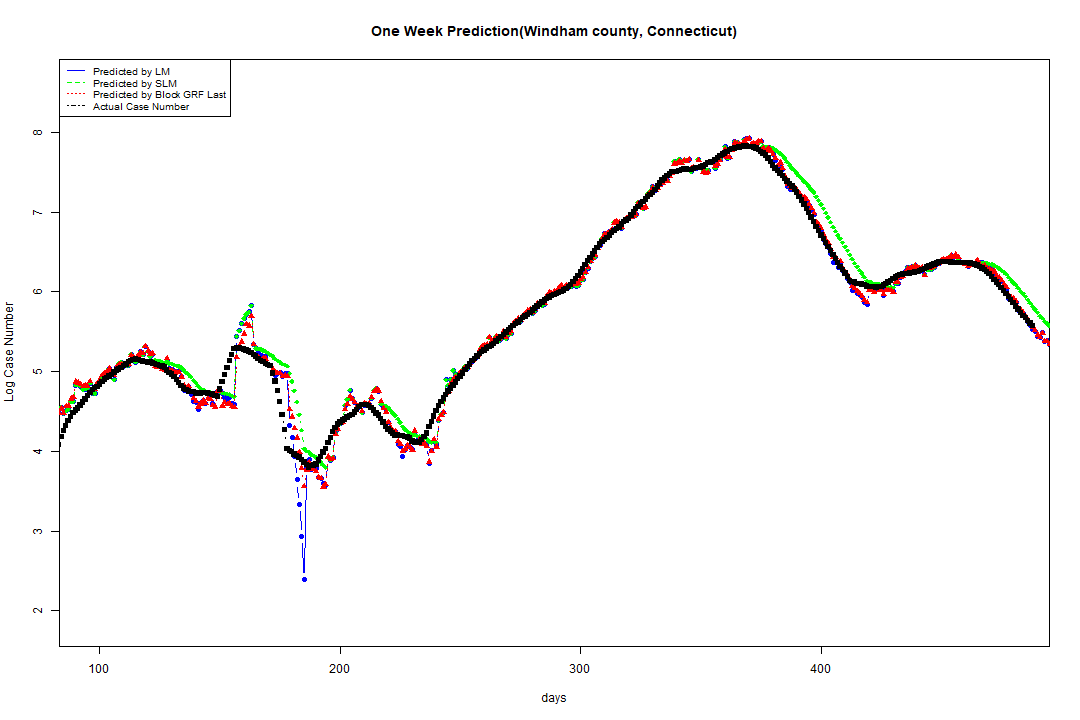 One Week Prediction(Windham county, Connecticut)
Predicted by LM
Predicted by SLM
Predicted by Block GRF Last
Actual Case Number
Log Case Number
8
7
6
5
4
3
2
100 200 300 400
days